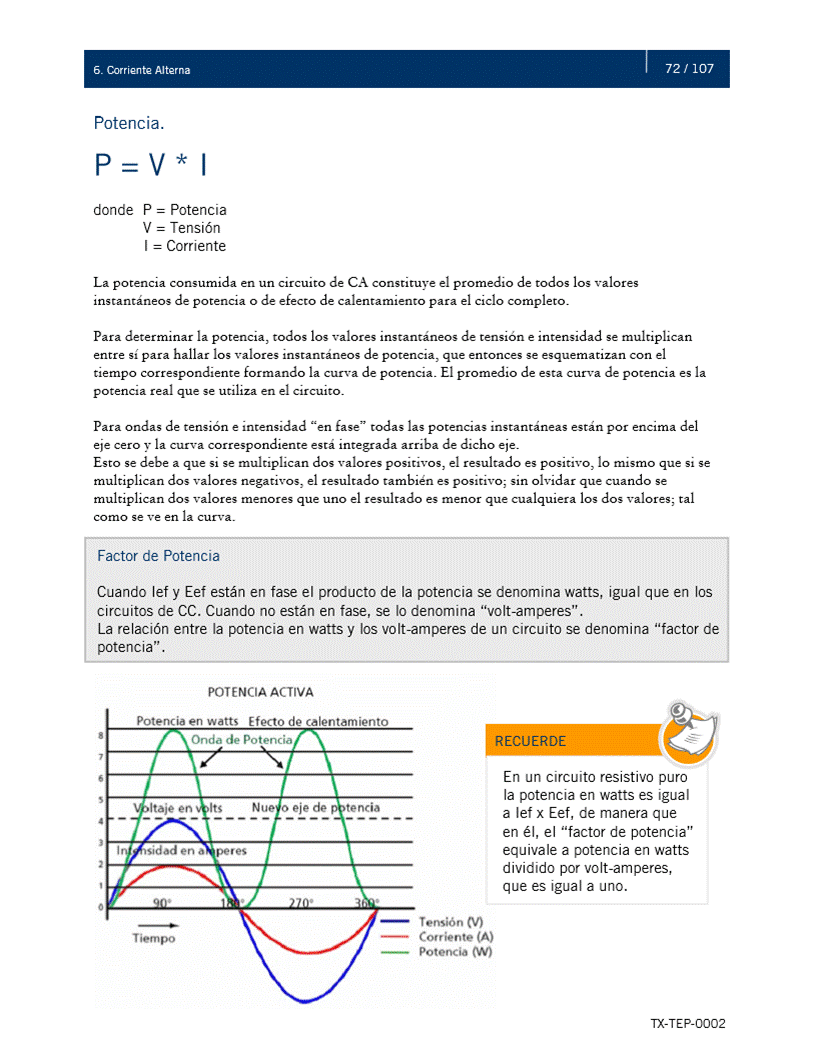 6. Corriente Alterna
72 / 107
Potencia.
P = V * I
donde P = Potencia
V = Tensión
I = Corriente
La potencia consumida en un circuito de CA constituye el promedio de todos los valores
instantáneos de potencia o de efecto de calentamiento para el ciclo completo.
Para determinar la potencia, todos los valores instantáneos de tensión e intensidad se multiplican
entre sí para hallar los valores instantáneos de potencia, que entonces se esquematizan con el
tiempo correspondiente formando la curva de potencia. El promedio de esta curva de potencia es la
potencia real que se utiliza en el circuito.
Para ondas de tensión e intensidad “en fase” todas las potencias instantáneas están por encima del
eje cero y la curva correspondiente está integrada arriba de dicho eje.
Esto se debe a que si se multiplican dos valores positivos, el resultado es positivo, lo mismo que si se
multiplican dos valores negativos, el resultado también es positivo; sin olvidar que cuando se
multiplican dos valores menores que uno el resultado es menor que cualquiera los dos valores; tal
como se ve en la curva.
Factor de Potencia
Cuando Ief y Eef están en fase el producto de la potencia se denomina watts, igual que en los
circuitos de CC. Cuando no están en fase, se lo denomina “volt-amperes”.
La relación entre la potencia en watts y los volt-amperes de un circuito se denomina “factor de
potencia”.
POTENCIA ACTIVA
Potencia en watts Efecto de calentamiento
Onda de Potencia
8
7
6
5
Voltaje en volts Nuevo eje de potencia
4
3
Intensidad en amperes
2
1
0
90° 180° 270° 360°
Tiempo
Tensión (V)
Corriente (A)
Potencia (W)
RECUERDE
En un circuito resistivo puro
la potencia en watts es igual
a Ief x Eef, de manera que
en él, el “factor de potencia”
equivale a potencia en watts
dividido por volt-amperes,
que es igual a uno.
TX-TEP-0002